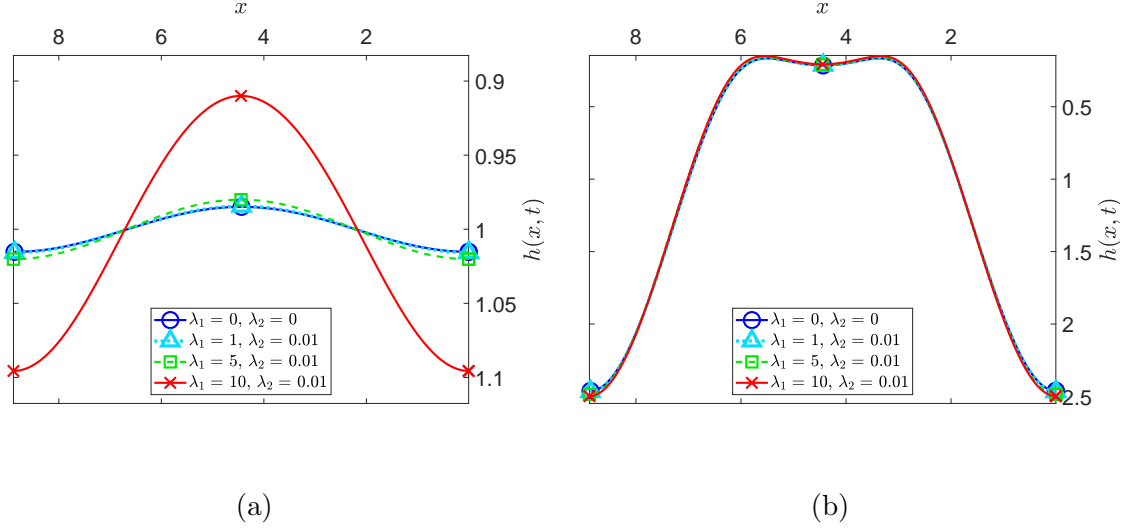 x
8 6 4 2
0.9
0.95
1
1.05
1.1
h(x, t)
λ₁ = 0, λ₂ = 0
λ₁ = 1, λ₂ = 0.01
λ₁ = 5, λ₂ = 0.01
λ₁ = 10, λ₂ = 0.01
(a)
x
8 6 4 2
0.5
1
1.5
2
2.5
h(x, t)
λ₁ = 0, λ₂ = 0
λ₁ = 1, λ₂ = 0.01
λ₁ = 5, λ₂ = 0.01
λ₁ = 10, λ₂ = 0.01
(b)